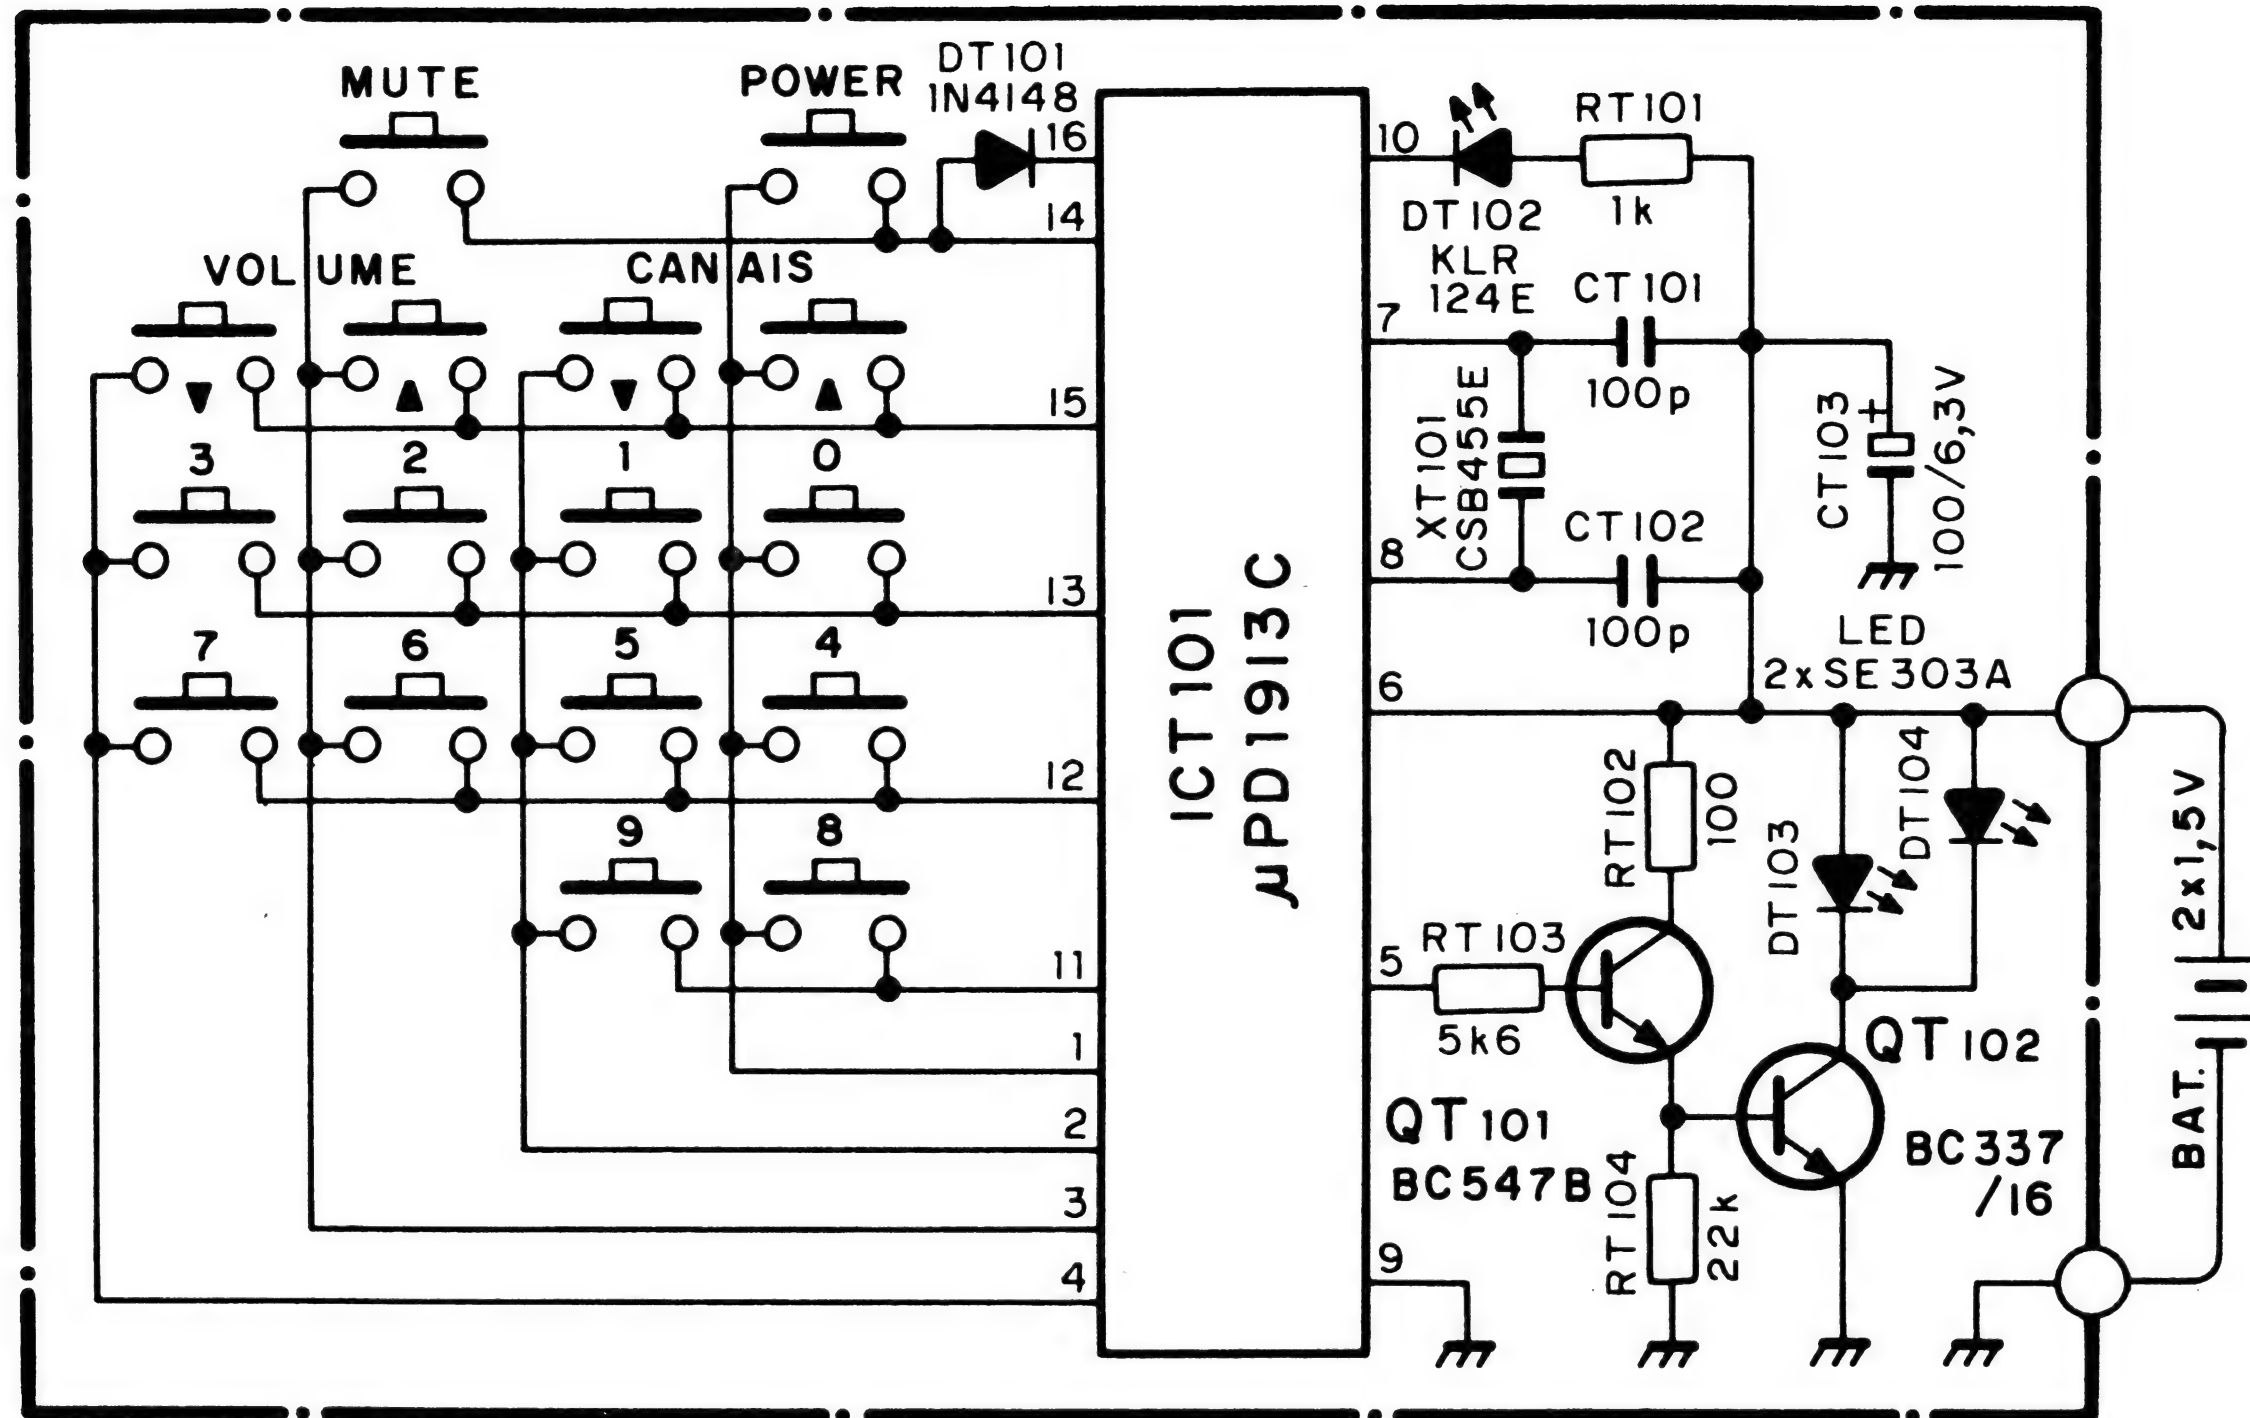 MUTE
POWER
DT101
1N4148
16
14
VOLUME
CANAIS
15
3
2
1
0
13
7
6
5
4
12
9
8
11
1
2
3
4
ICT101
µPD1913C
10
DT102
KLR
124E
RT101
1k
7
CT101
100p
XT101
CSB455E
CT103
+
100/6,3V
8
CT102
100p
6
LED
2xSE303A
RT102
100
DT103
DT104
5
RT103
5k6
QT101
BC547B
QT102
BC337
/16
RT104
22k
9
BAT. 2x1,5V